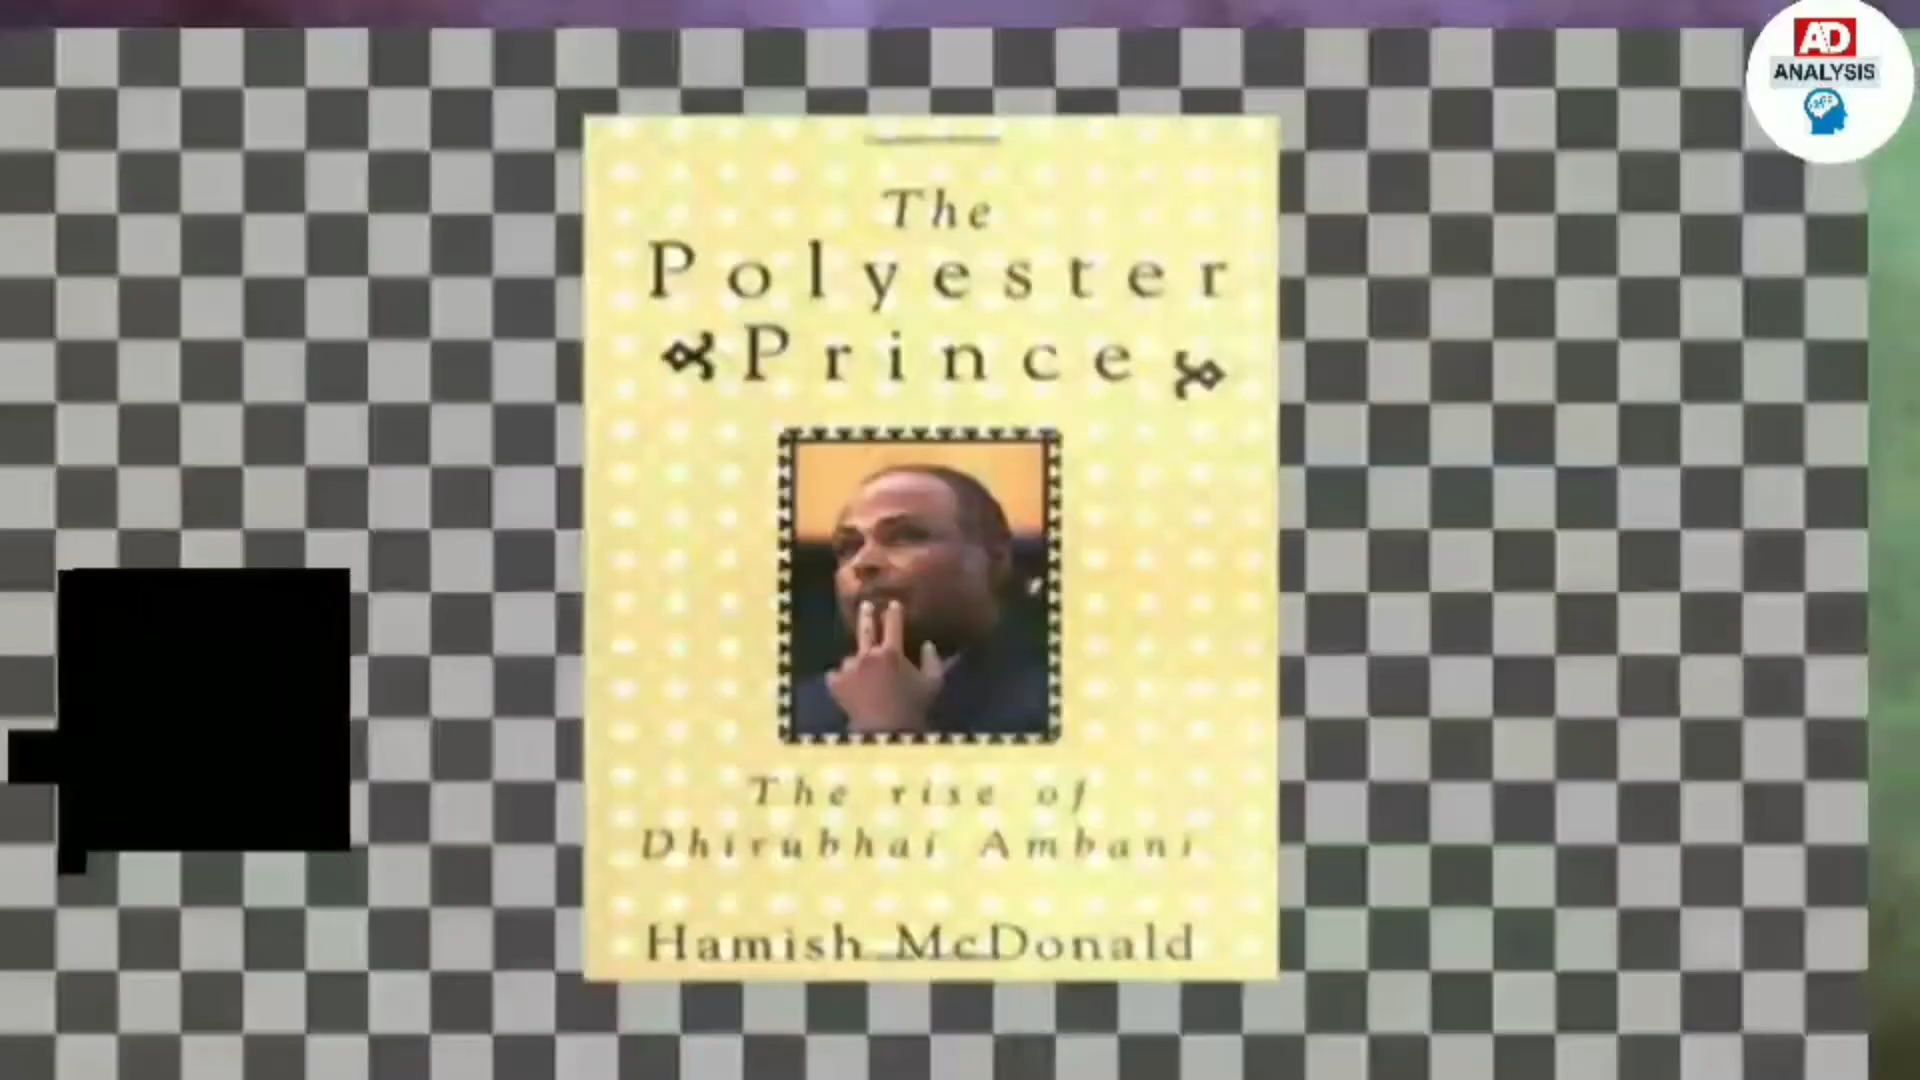 AD
ANALYSIS
The
Polyester
Prince
The rise of
Dhirubhai Ambani
Hamish McDonald